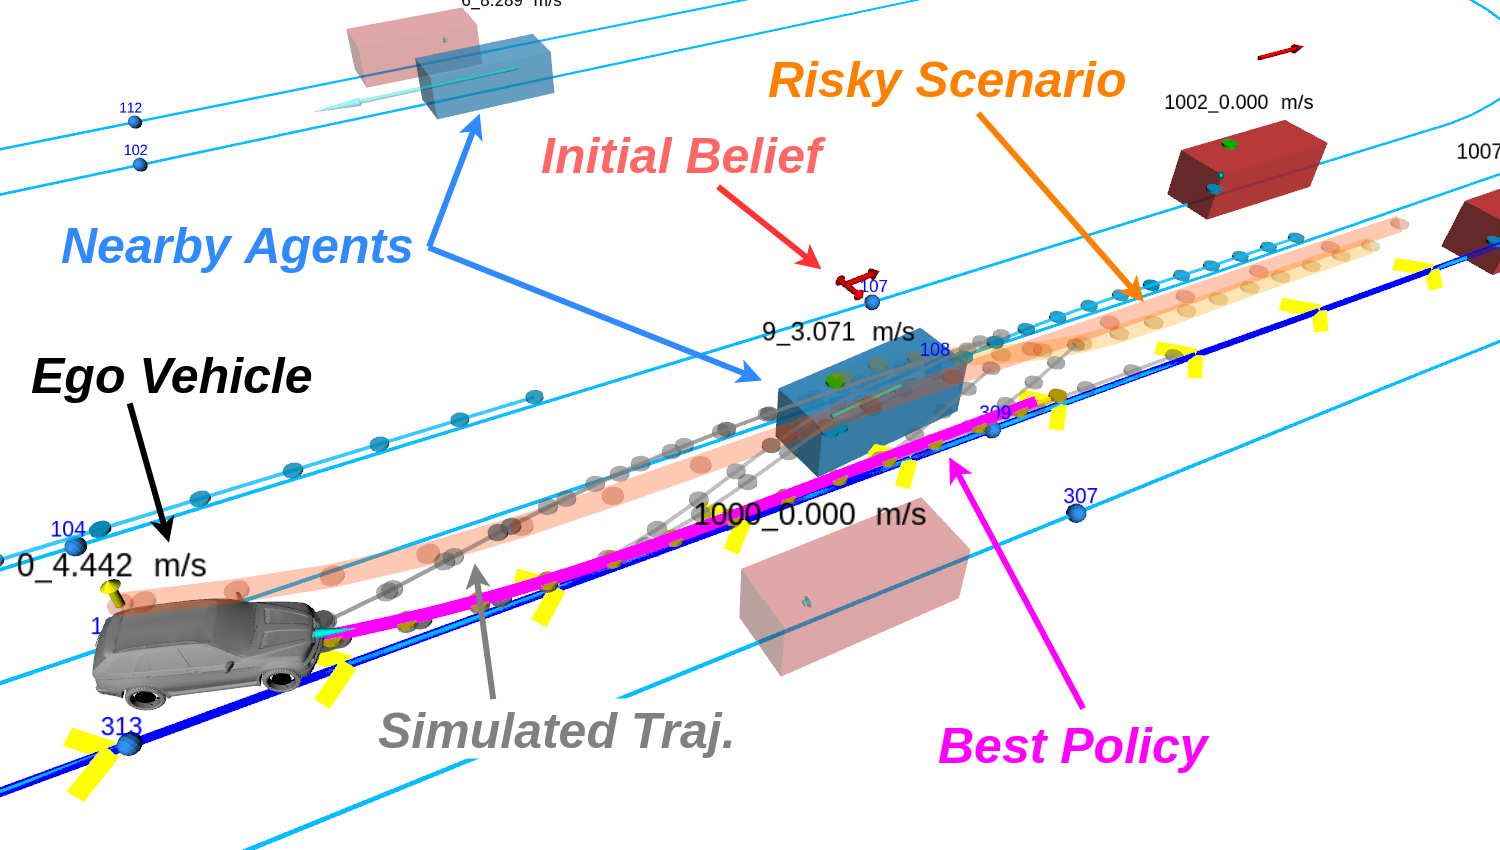 6_8.289 m/s
Risky Scenario
112
1002_0.000 m/s
102
Initial Belief
1007
Nearby Agents
107
9_3.071 m/s
108
Ego Vehicle
309
307
104
1000_0.000 m/s
0_4.442 m/s
1
313
Simulated Traj.
Best Policy